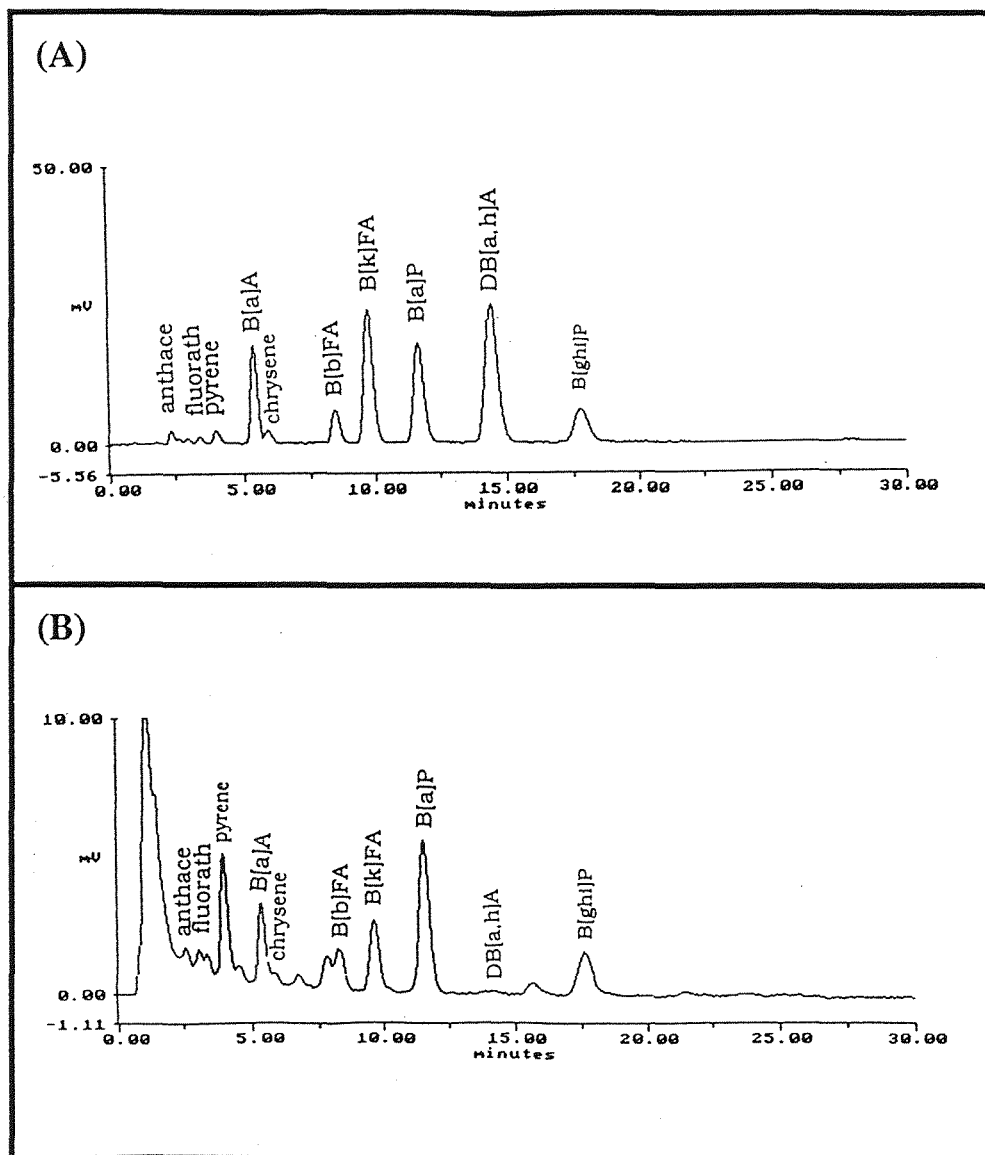 (A)
50.00
mV
0.00
-5.56
anthace
fluorath
pyrene
B[a]A
chrysene
B[b]FA
B[k]FA
B[a]P
DB[a,h]A
B[ghi]P
0.00 5.00 10.00 15.00 20.00 25.00 30.00
Minutes
(B)
10.00
mV
0.00
-1.11
anthace
fluorath
pyrene
B[a]A
chrysene
B[b]FA
B[k]FA
B[a]P
DB[a,h]A
B[ghi]P
0.00 5.00 10.00 15.00 20.00 25.00 30.00
Minutes